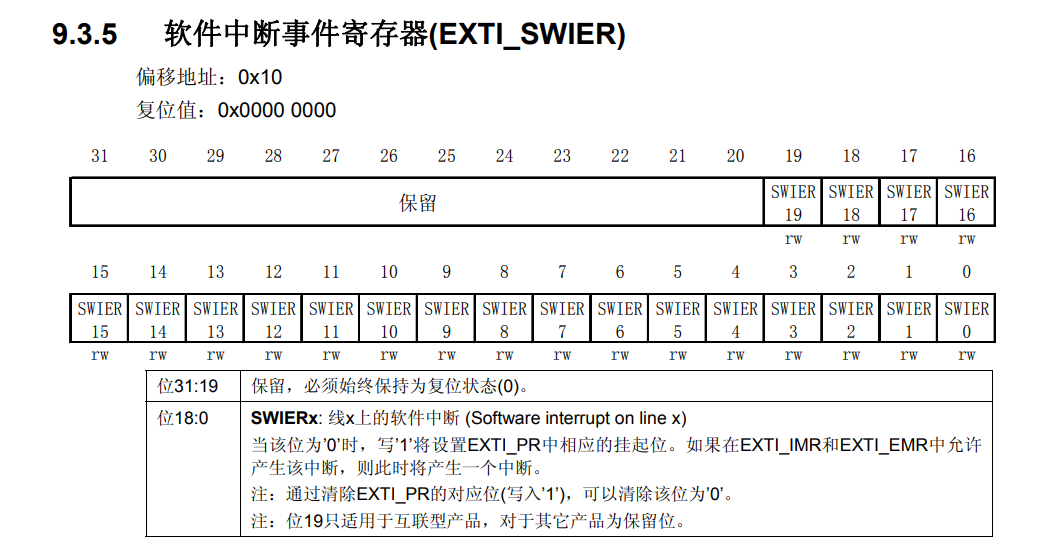 9.3.5 软件中断事件寄存器(EXTI_SWIER)
偏移地址：0x10
复位值：0x0000 0000
31 30 29 28 27 26 25 24 23 22 21 20 19 18 17 16
保留 SWIER SWIER SWIER SWIER
19 18 17 16
rw rw rw rw
15 14 13 12 11 10 9 8 7 6 5 4 3 2 1 0
SWIER SWIER SWIER SWIER SWIER SWIER SWIER SWIER SWIER SWIER SWIER SWIER SWIER SWIER SWIER SWIER
15 14 13 12 11 10 9 8 7 6 5 4 3 2 1 0
rw rw rw rw rw rw rw rw rw rw rw rw rw rw rw rw
位31:19 保留，必须始终保持为复位状态(0)。
位18:0 SWIERx: 线x上的软件中断 (Software interrupt on line x)
当该位为'0'时，写'1'将设置EXTI_PR中相应的挂起位。如果在EXTI_IMR和EXTI_EMR中允许
产生该中断，则此时将产生一个中断。
注：通过清除EXTI_PR的对应位(写入'1')，可以清除该位为'0'。
注：位19只适用于互联型产品，对于其它产品为保留位。